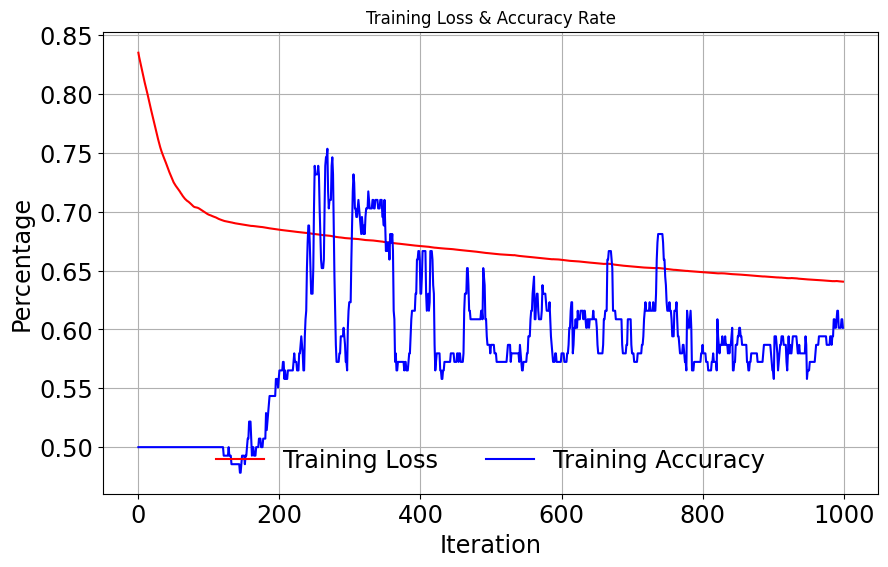 Training Loss & Accuracy Rate
0.85
0.80
0.75
0.70
0.65
0.60
0.55
0.50
Percentage
Training Loss Training Accuracy
0 200 400 600 800 1000
Iteration